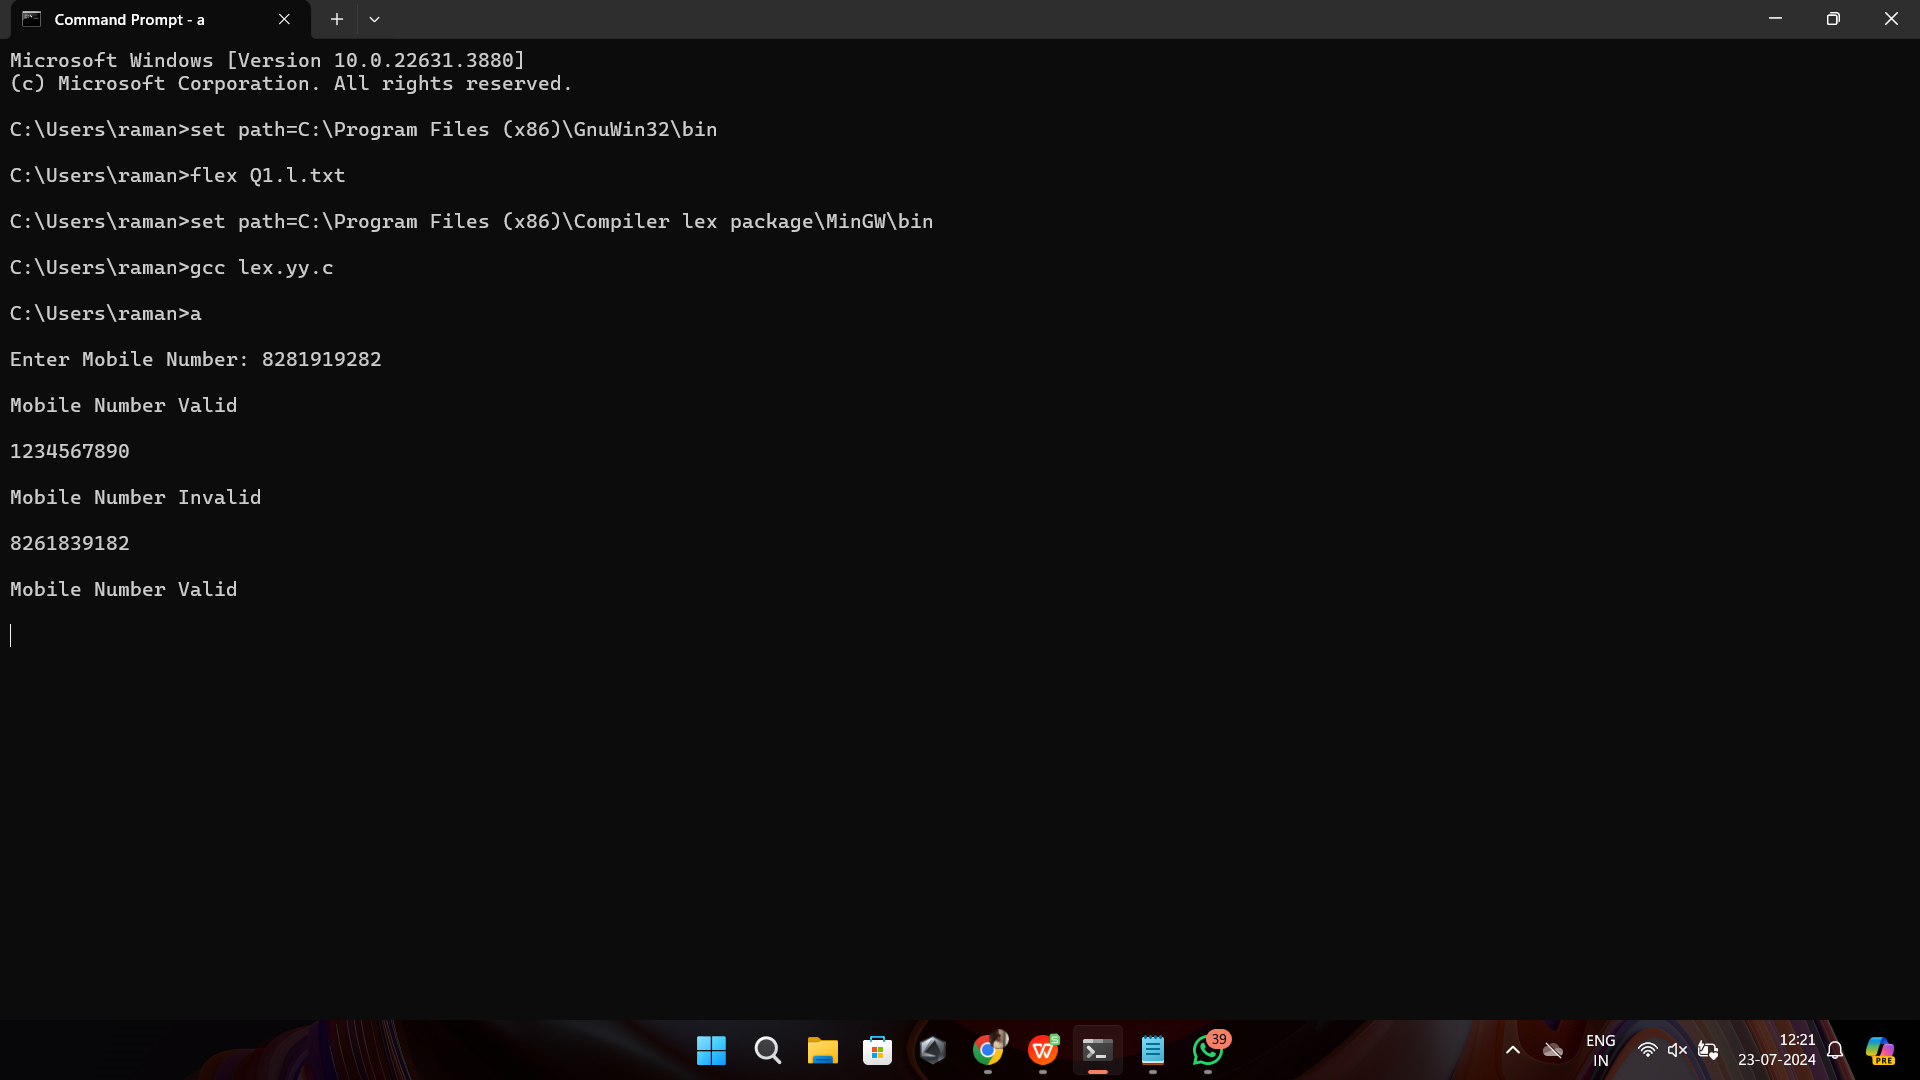 Command Prompt - a
Microsoft Windows [Version 10.0.22631.3880]
(c) Microsoft Corporation. All rights reserved.
C:\Users\raman>set path=C:\Program Files (x86)\GnuWin32\bin
C:\Users\raman>flex Q1.l.txt
C:\Users\raman>set path=C:\Program Files (x86)\Compiler lex package\MinGW\bin
C:\Users\raman>gcc lex.yy.c
C:\Users\raman>a
Enter Mobile Number: 8281919282
Mobile Number Valid
1234567890
Mobile Number Invalid
8261839182
Mobile Number Valid
39
ENG
IN
12:21
23-07-2024
PRE